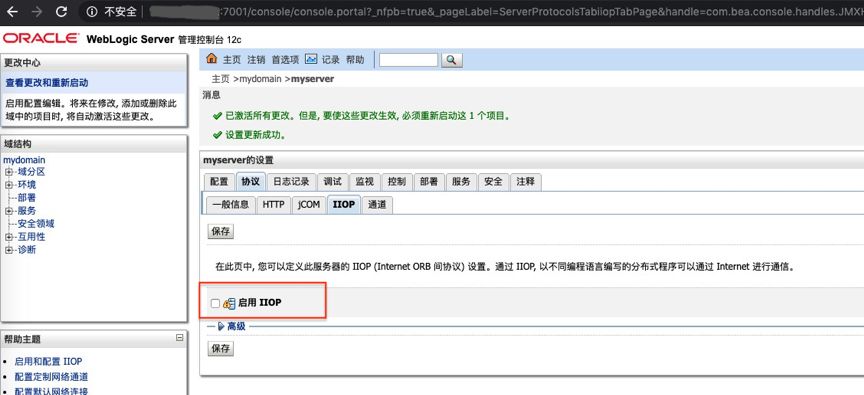 不安全 :7001/console/console.portal?_nfpb=true&_pageLabel=ServerProtocolsTabiiopTabPage&handle=com.bea.console.handles.JMXH
ORACLE WebLogic Server 管理控制台 12c
更改中心
查看更改和重新启动
启用配置编辑。将来在修改, 添加或删除此
域中的项目时, 将自动激活这些更改。
域结构
mydomain
域分区
环境
部署
服务
安全领域
互用性
诊断
帮助主题
启用和配置 IIOP
配置定制网络通道
配置默认网络连接
主页 注销 首选项 记录 帮助
主页 >mydomain >myserver
消息
已激活所有更改。但是, 要使这些更改生效, 必须重新启动这 1 个项目。
设置更新成功。
myserver的设置
配置 协议 日志记录 调试 监视 控制 部署 服务 安全 注释
一般信息 HTTP jCOM IIOP 通道
保存
在此页中, 您可以定义此服务器的 IIOP (Internet ORB 间协议) 设置。通过 IIOP, 以不同编程语言编写的分布式程序可以通过 Internet 进行通信。
启用 IIOP
高级
保存